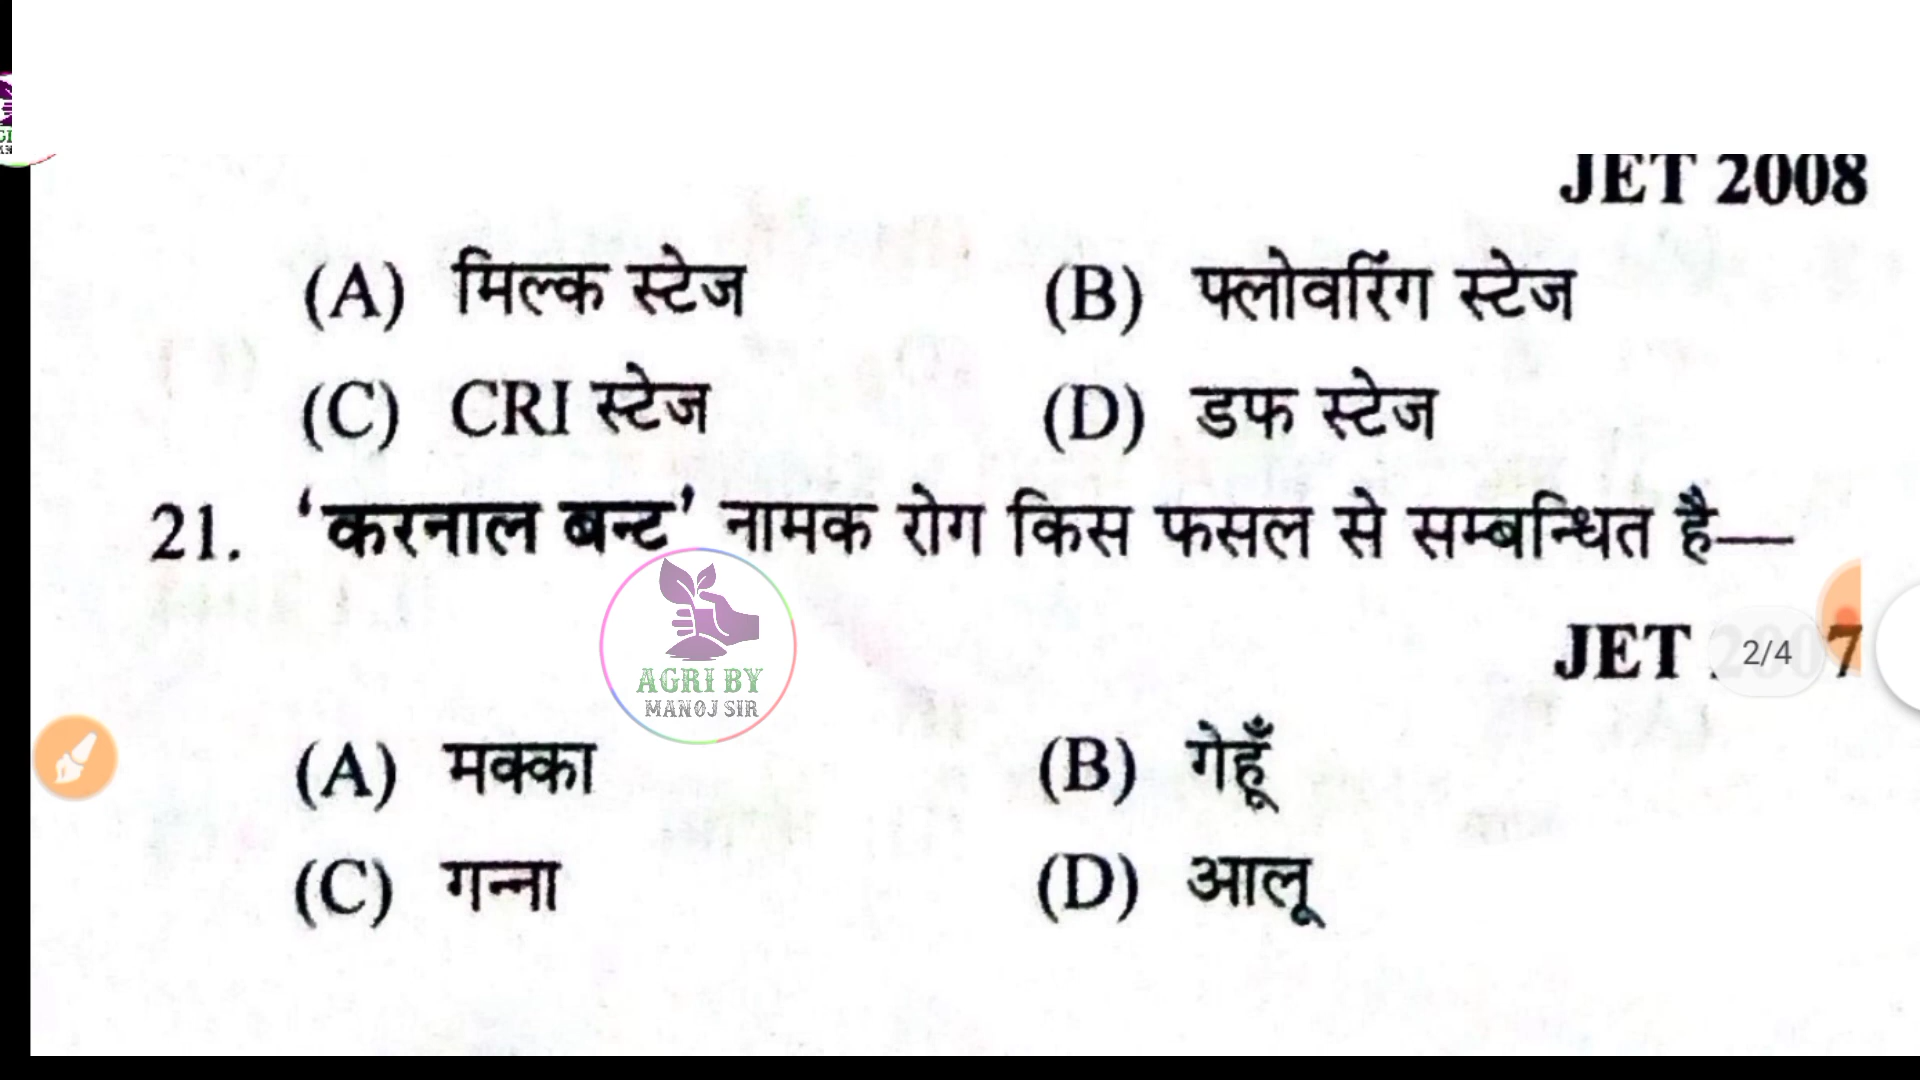 JET 2008
(A) मिल्क स्टेज (B) फ्लोवरिंग स्टेज
(C) CRI स्टेज (D) डफ स्टेज
21. ‘करनाल बन्ट’ नामक रोग किस फसल से सम्बन्धित है—
JET 7
2/4
AGRI BY
MANOJ SIR
(A) मक्का (B) गेहूँ
(C) गन्ना (D) आलू